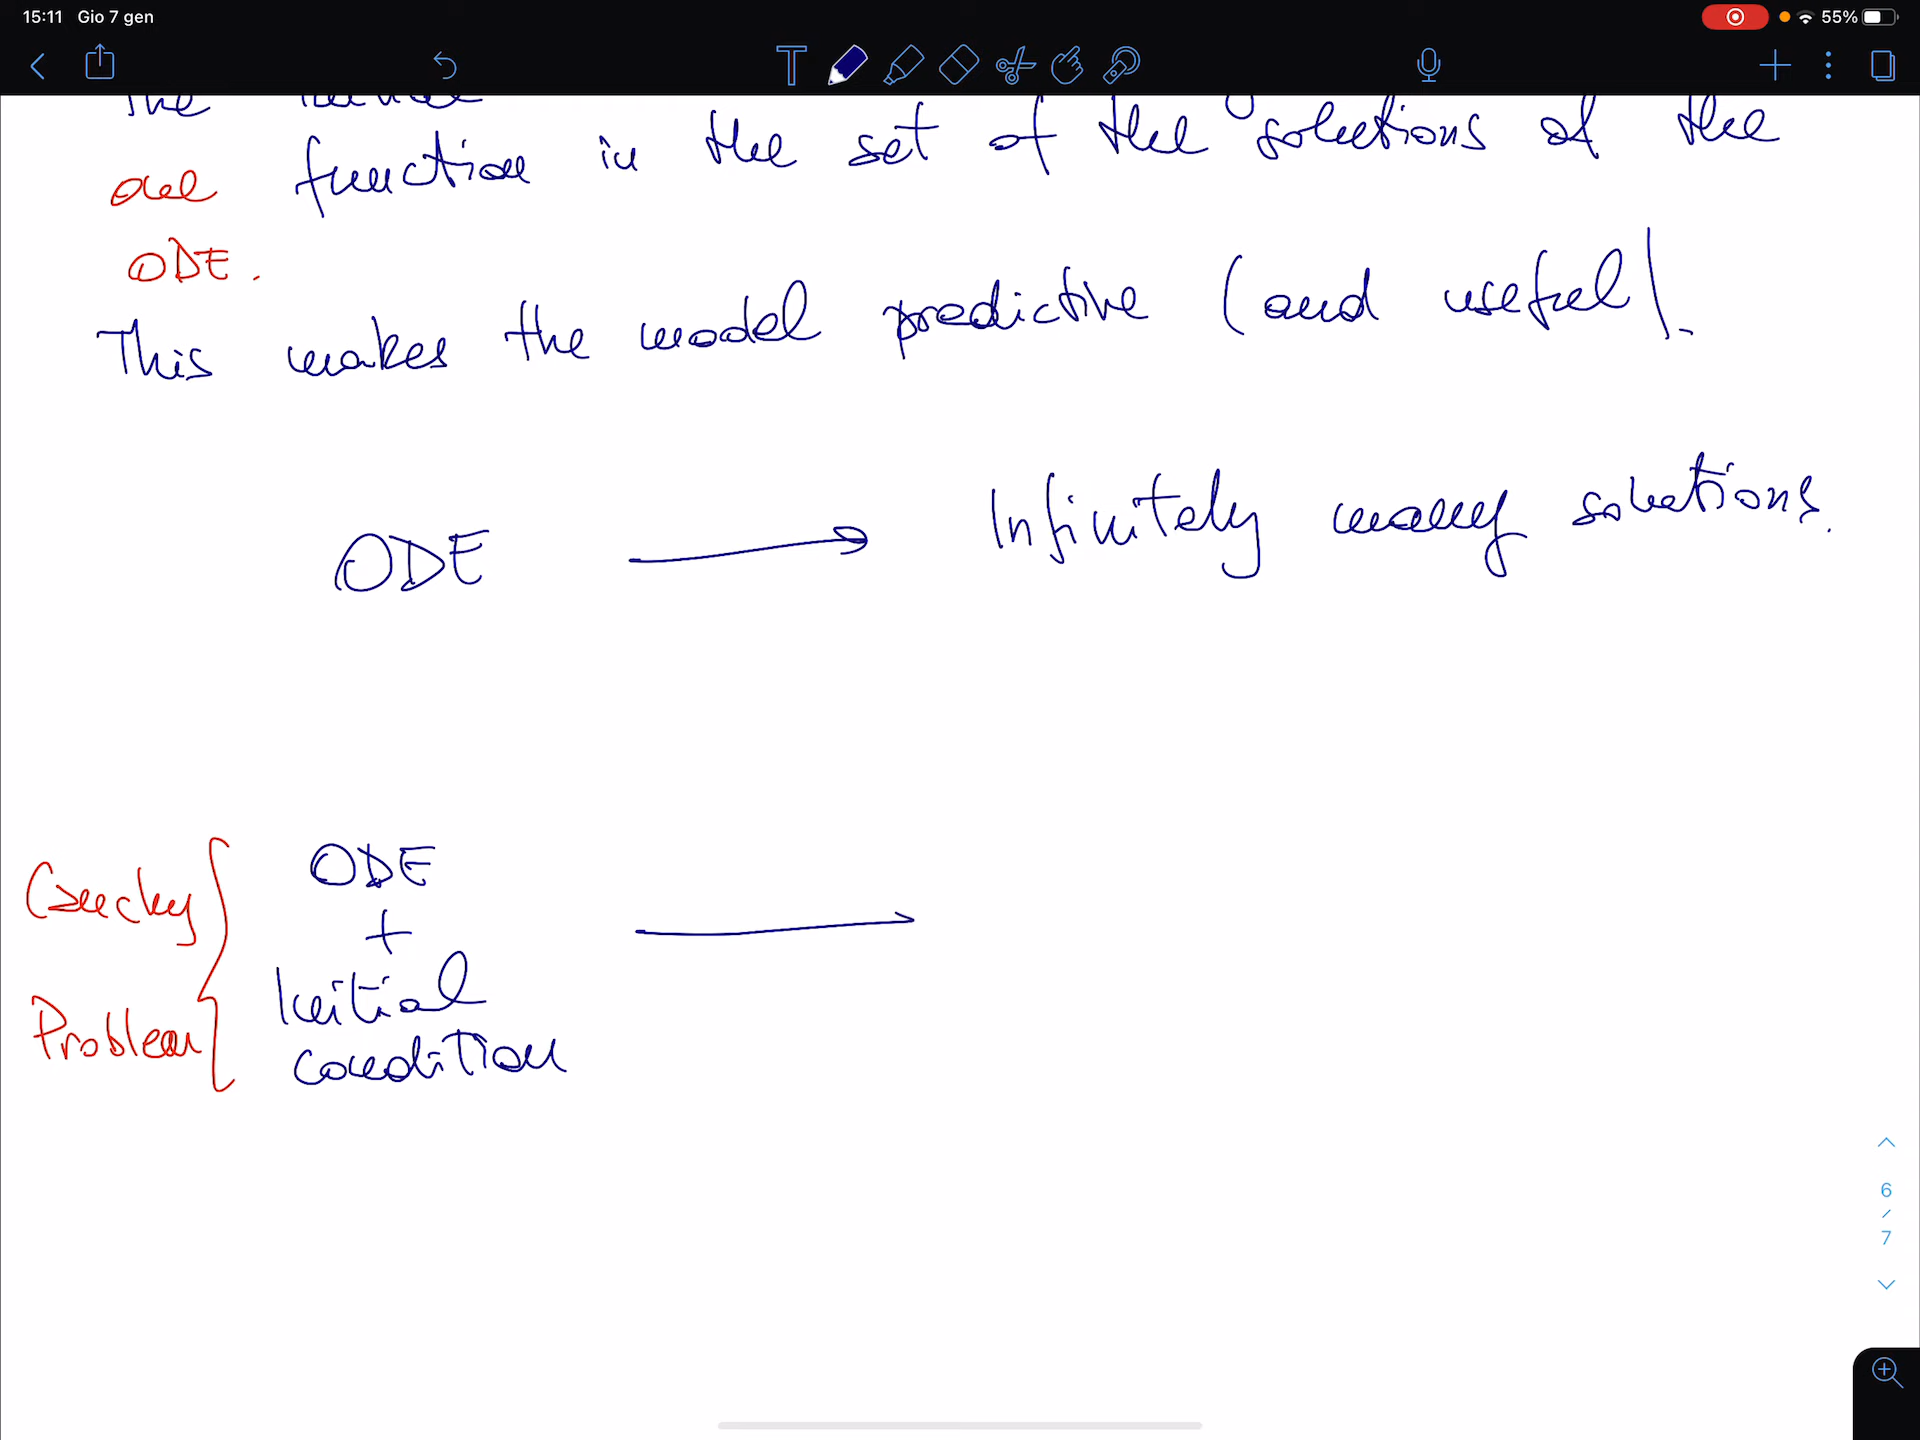 15:11 Gio 7 gen 55%
The
one function in the set of the solutions of the
ODE.
This makes the model predictive (and useful).
ODE → Infinitely many solutions.
Cauchy
Problem
ODE
+
Initial
condition
→
6
/
7